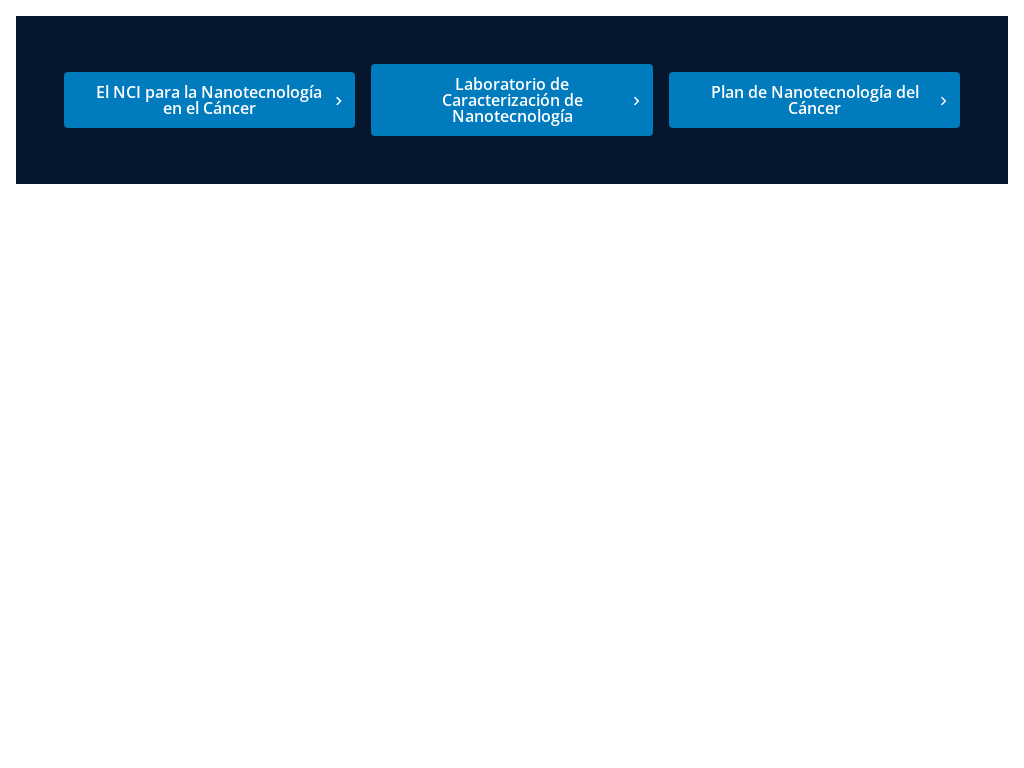 El NCI para la Nanotecnología
en el Cáncer
Laboratorio de
Caracterización de
Nanotecnología
Plan de Nanotecnología del
Cáncer